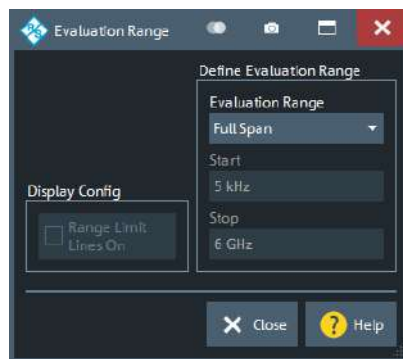 Evaluation Range
Define Evaluation Range
Evaluation Range
Full Span
Start
5 kHz
Display Config
Stop
Range Limit
Lines On
6 GHz
Close
Help